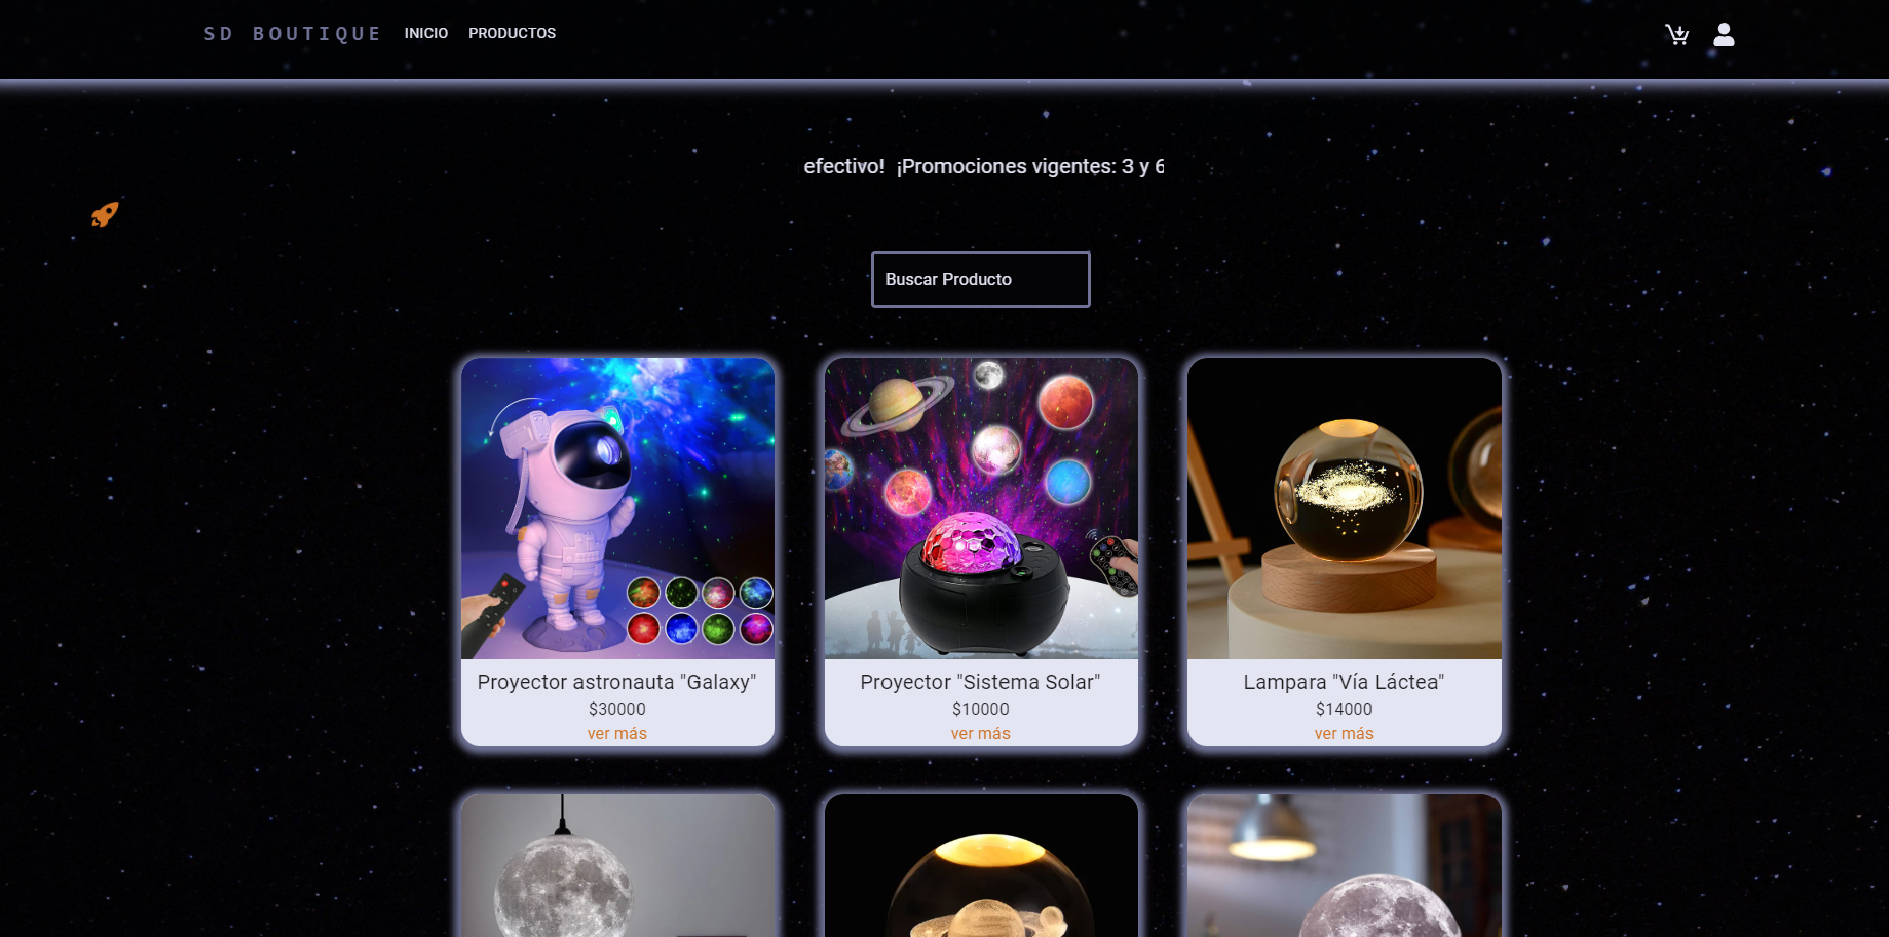 SD BOUTIQUE INICIO PRODUCTOS
efectivo! ¡Promociones vigentes: 3 y 6
Buscar Producto
Proyector astronauta "Galaxy"
$30000
ver más
Proyector "Sistema Solar"
$10000
ver más
Lampara "Vía Láctea"
$14000
ver más